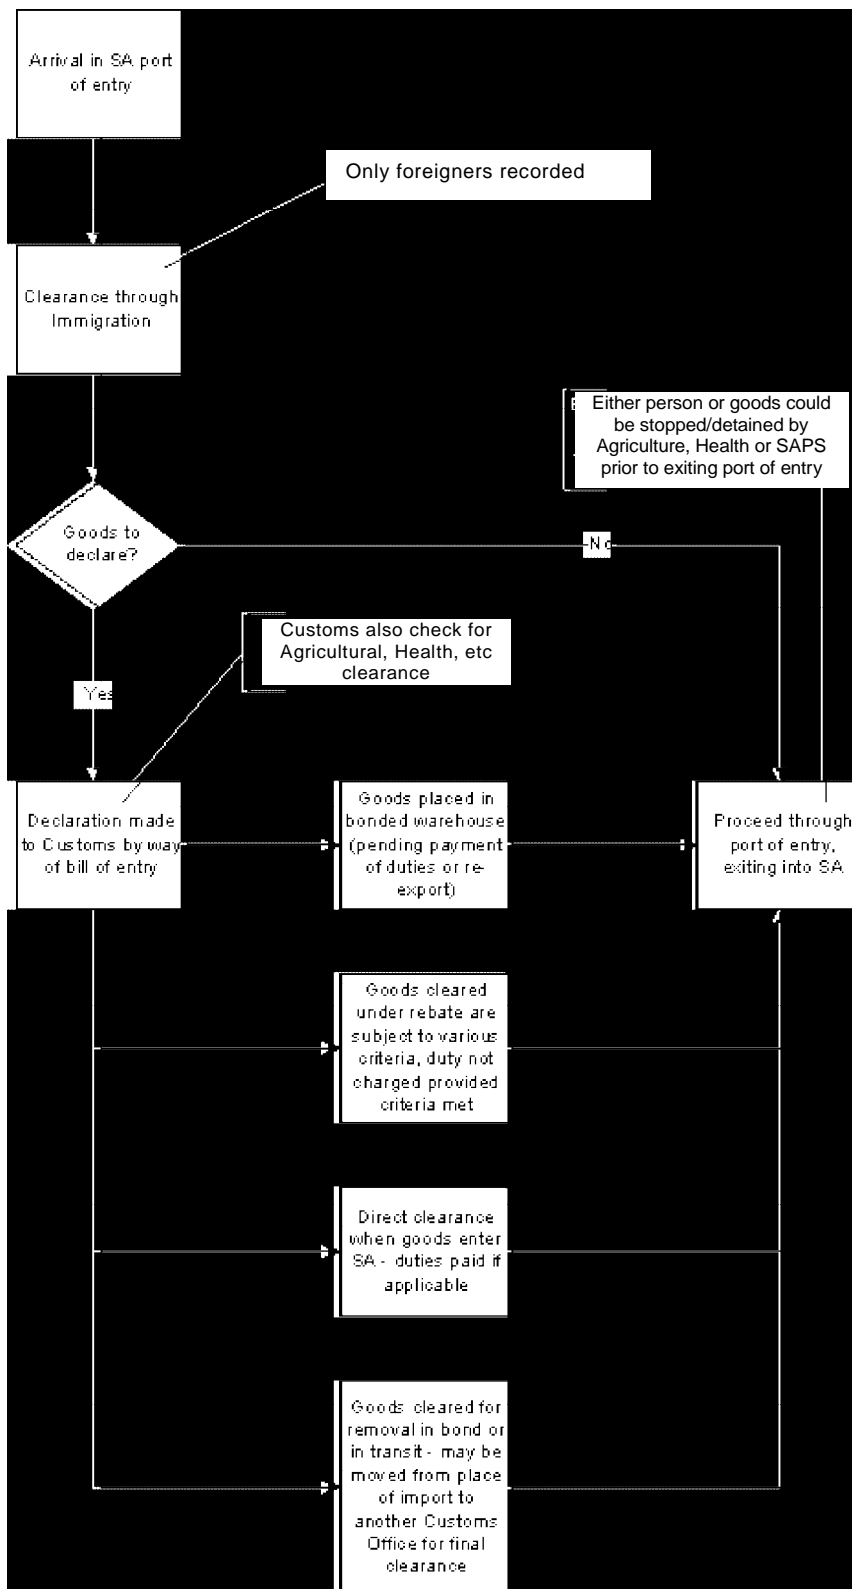 Arrival in SA port
of entry
Only foreigners recorded
Clearance through
Immigration
Either person or goods could
be stopped/detained by
Agriculture, Health or SAPS
prior to exiting port of entry
Goods to
declare?
No
Customs also check for
Agricultural, Health, etc
clearance
Yes
Declaration made
to Customs by way
of bill of entry
Goods placed in
bonded warehouse
(pending payment
of duties or re-
export)
Proceed through
port of entry,
exiting into SA
Goods cleared
under rebate are
subject to various
criteria, duty not
charged provided
criteria met
Direct clearance
when goods enter
SA - duties paid if
applicable
Goods cleared for
removal in bond or
in transit - may be
moved from place
of import to
another Customs
Office for final
clearance